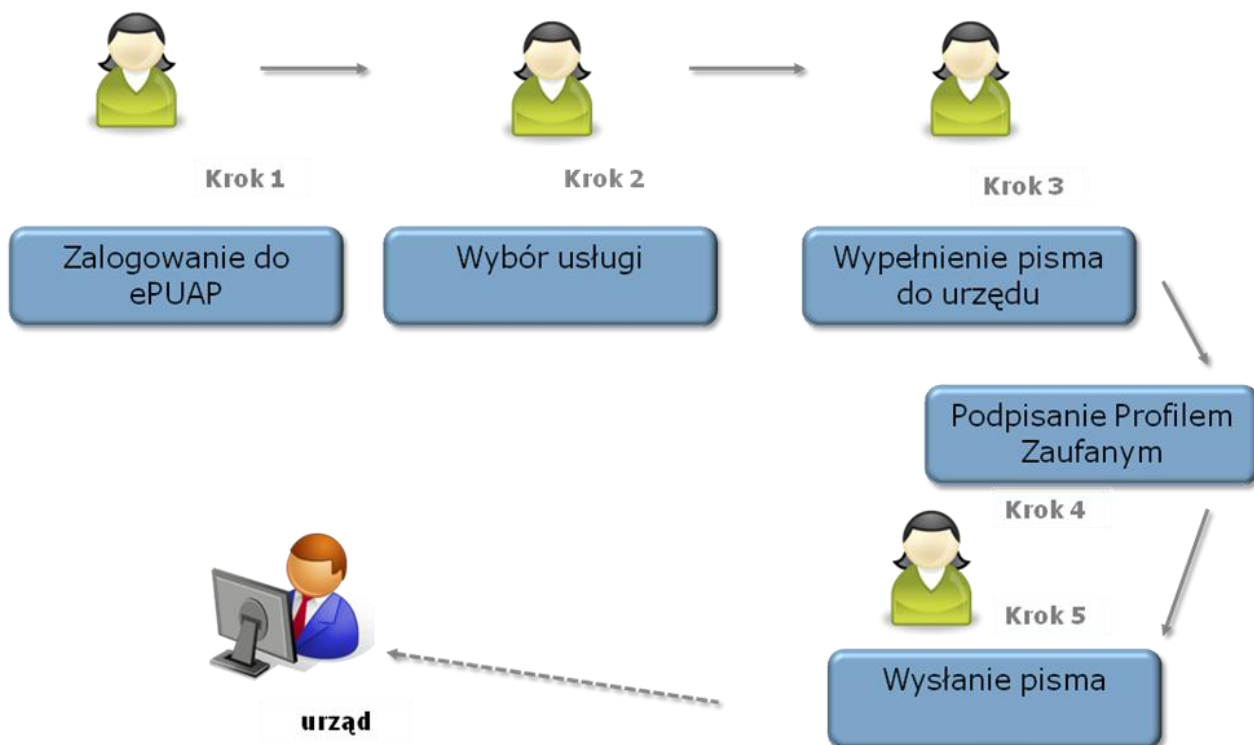 Krok 1
Zalogowanie do
ePUAP
Krok 2
Wybór usługi
Krok 3
Wypełnienie pisma
do urzędu
Podpisanie Profilem
Zaufanym
Krok 4
Krok 5
Wysłanie pisma
urząd